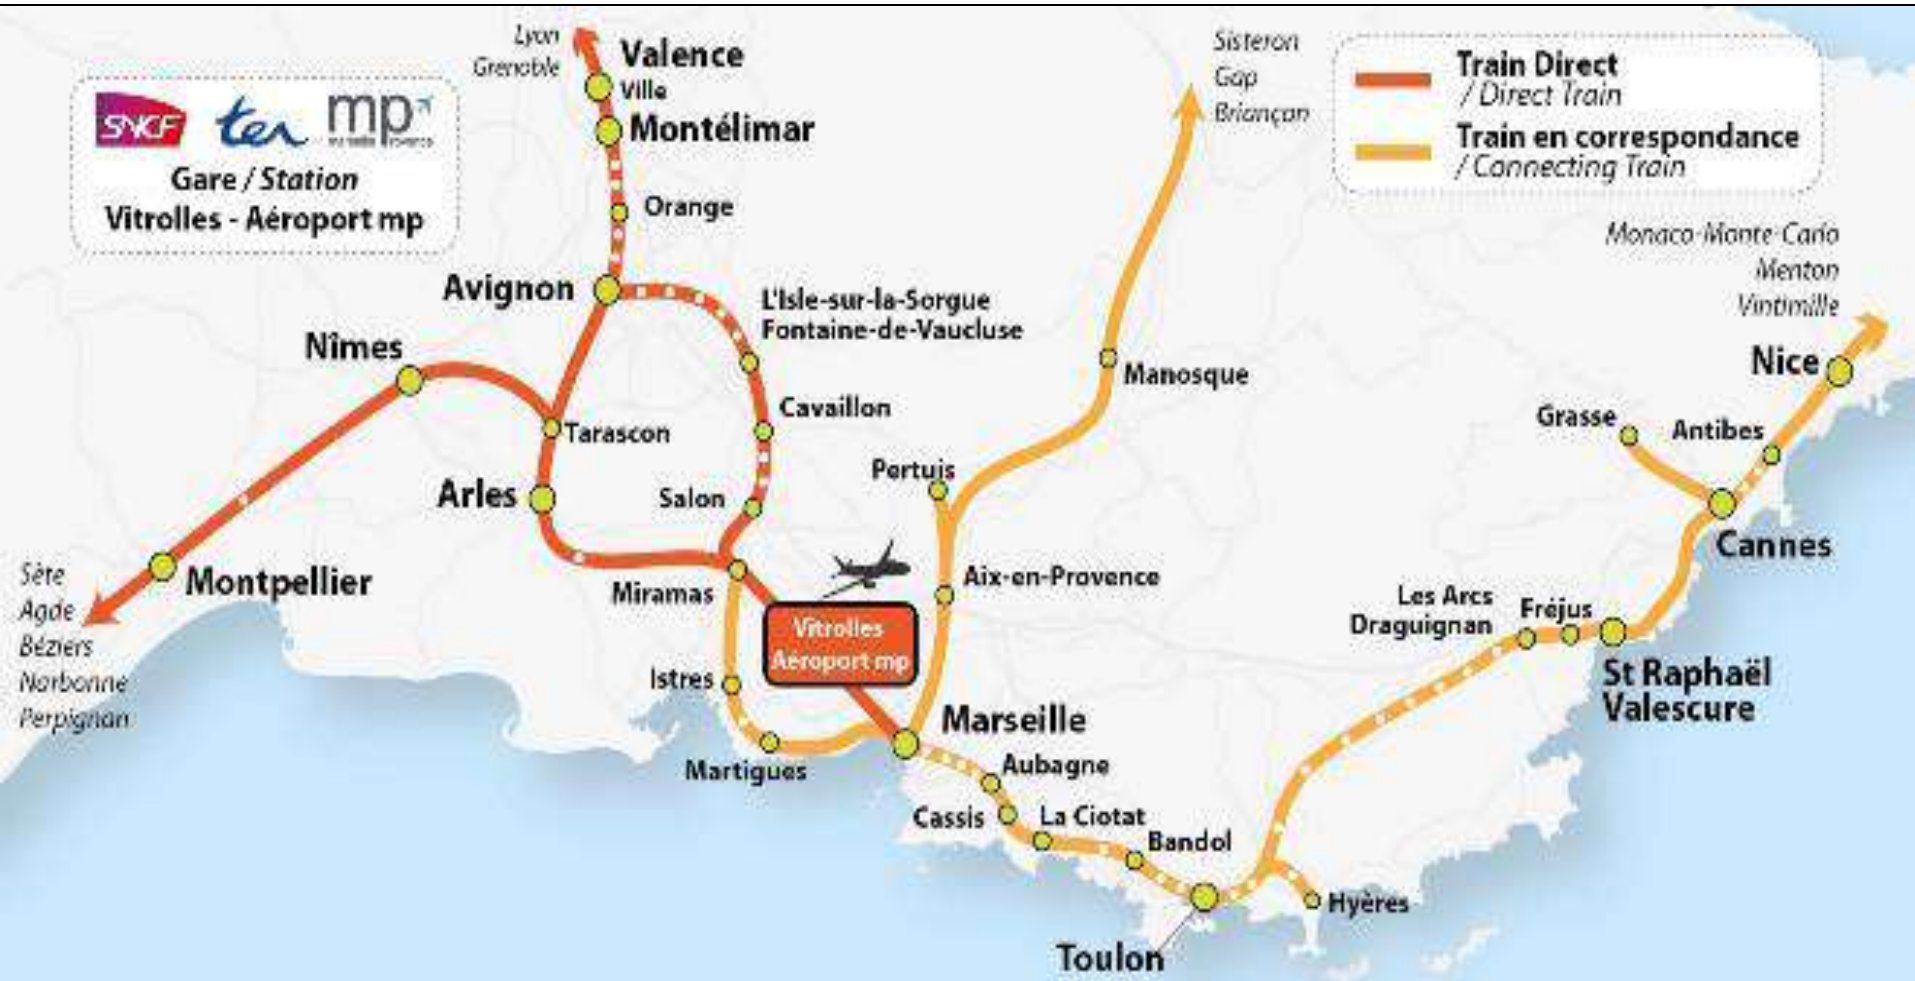 SNCF ter mp
Gare / Station
Vitrolles - Aéroport mp
Lyon
Grenoble
Valence
Ville
Montélimar
Orange
Avignon
L'Isle-sur-la-Sorgue
Fontaine-de-Vaucluse
Nîmes
Cavaillon
Tarascon
Arles
Salon
Montpellier
Sète
Agde
Béziers
Narbonne
Perpignan
Miramas
Vitrolles
Aéroport mp
Istres
Martigues
Marseille
Pertuis
Aix-en-Provence
Manosque
Sisteron
Gap
Briançon
Train Direct
/ Direct Train
Train en correspondance
/ Connecting Train
Monaco-Monte-Carlo
Menton
Vintimille
Nice
Grasse
Antibes
Cannes
Les Arcs
Draguignan
Fréjus
St Raphaël
Valescure
Aubagne
Cassis
La Ciotat
Bandol
Hyères
Toulon